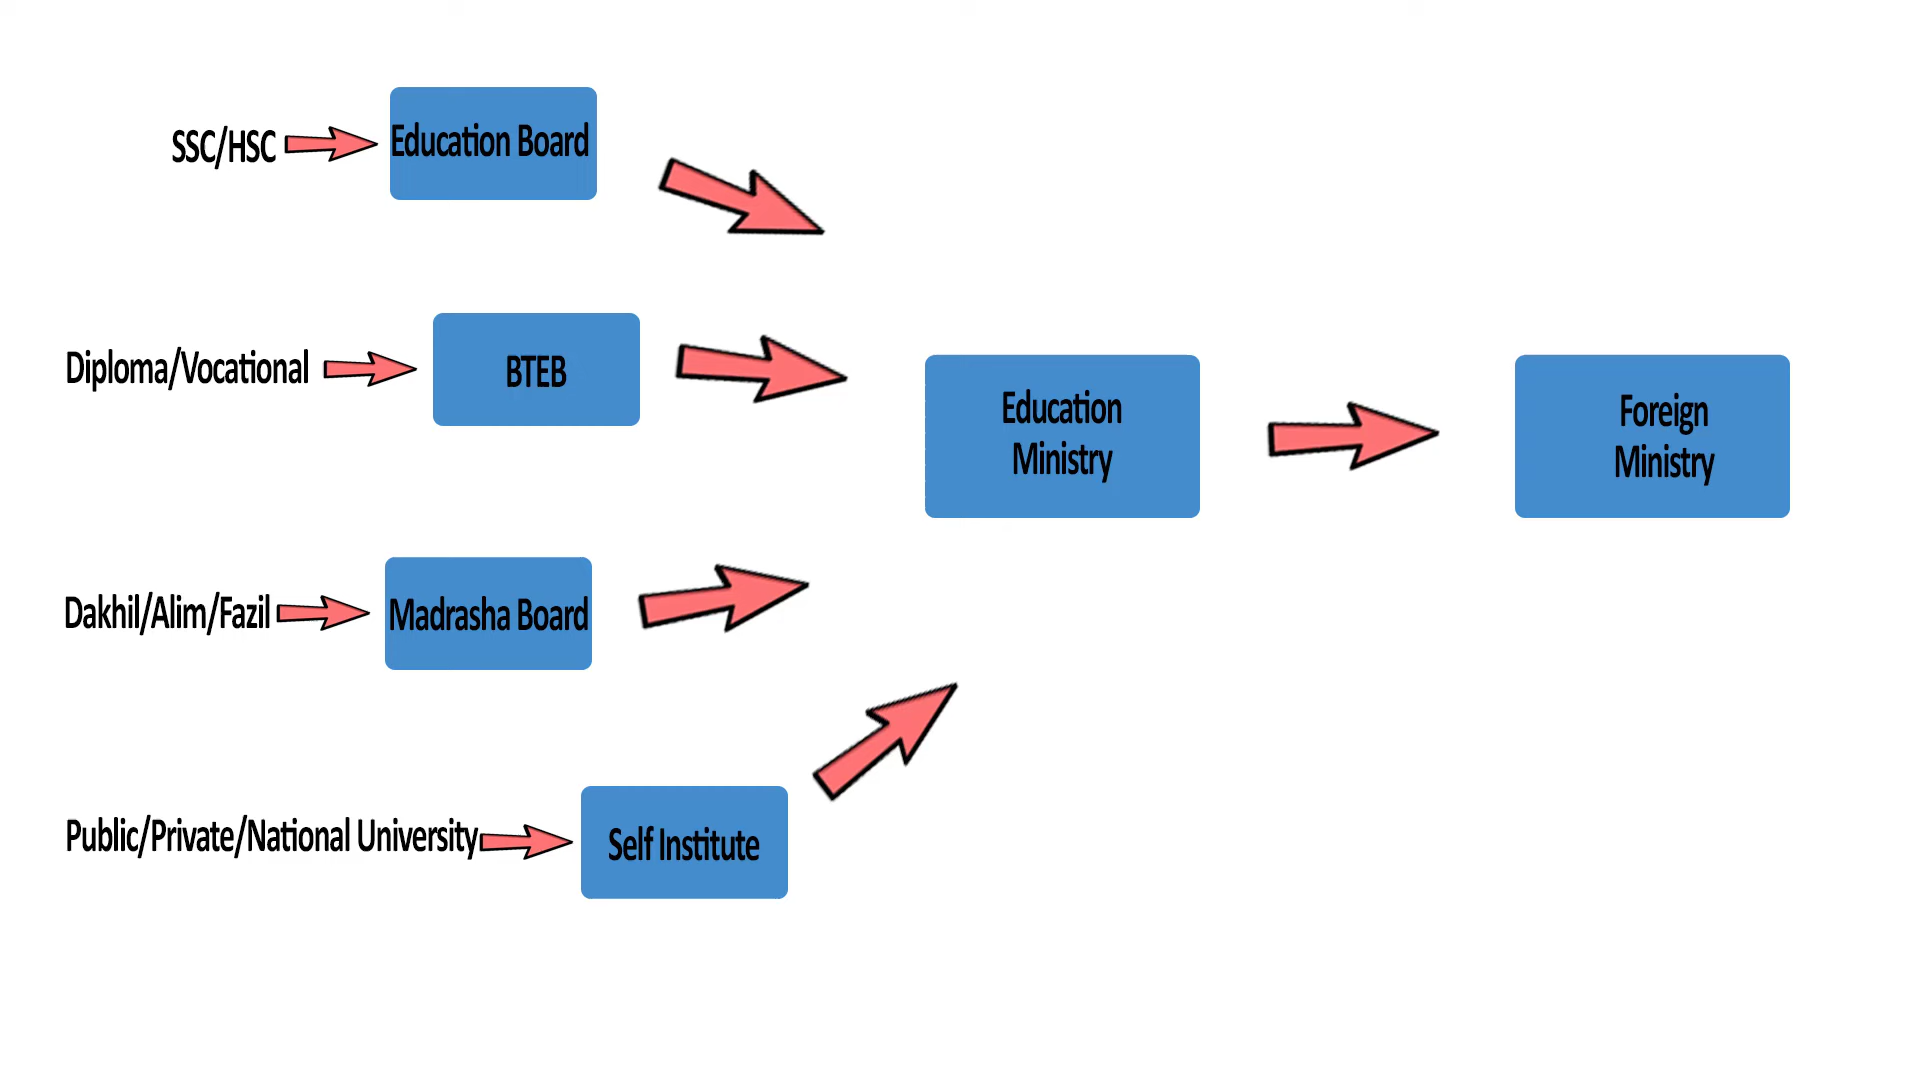 SSC/HSC
Education Board
Diploma/Vocational
BTEB
Education
Ministry
Foreign
Ministry
Dakhil/Alim/Fazil
Madrasha Board
Public/Private/National University
Self Institute